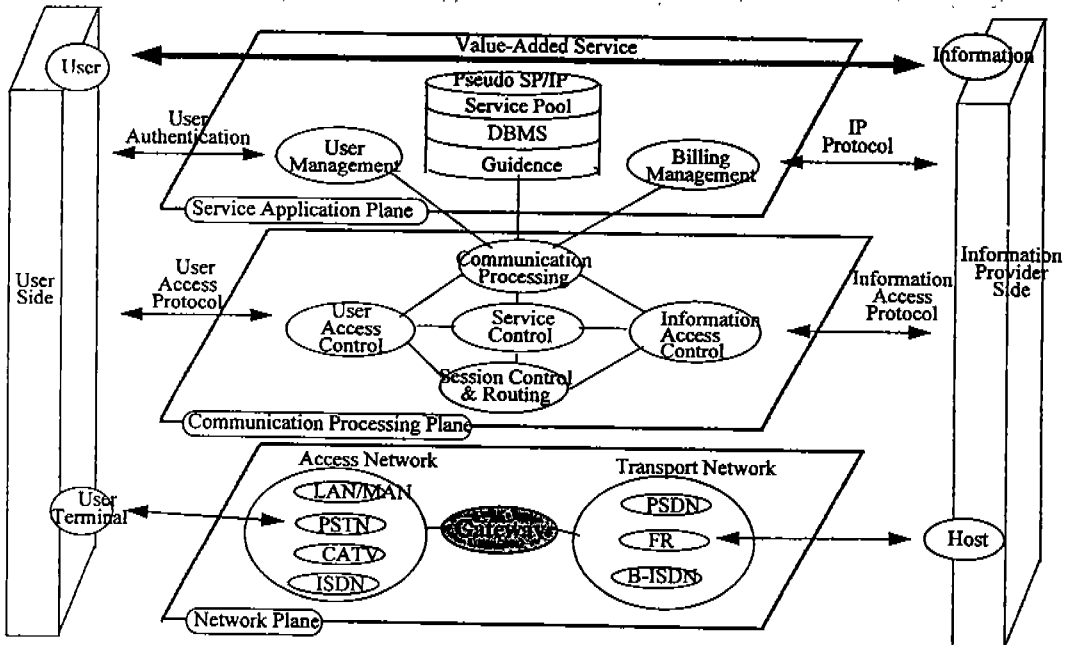 Value-Added Service
User
Information
Pseudo SP/IP
Service Pool
DBMS
Guidence
User
Authentication
User
Management
Billing
Management
IP
Protocol
Service Application Plane
User
Side
User
Access
Protocol
Communication
Processing
User
Access
Control
Service
Control
Information
Access
Control
Session Control
& Routing
Information
Access
Protocol
Information
Provider
Side
Communication Processing Plane
Access Network
LAN/MAN
PSTN
CATV
ISDN
Gateway
Transport Network
PSDN
FR
B-ISDN
User
Terminal
Host
Network Plane